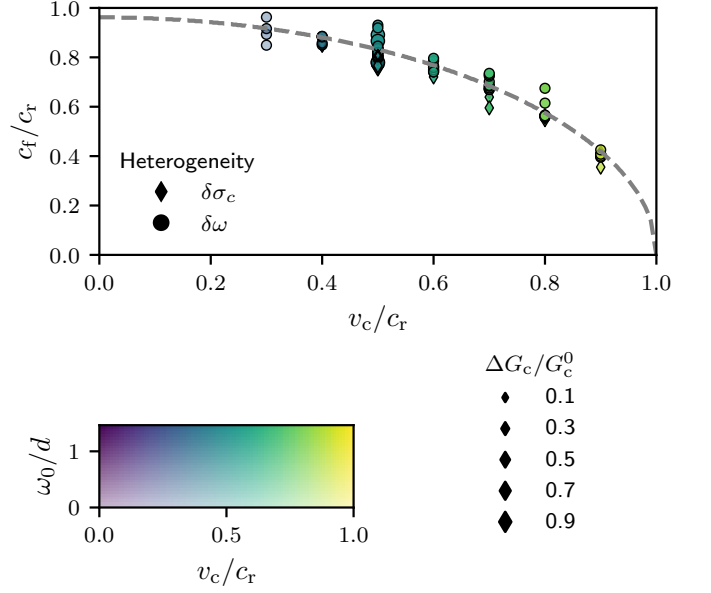 1.0
0.8
0.6
0.4
0.2
0.0
c_f/c_r
Heterogeneity
δσ_c
δω
0.0 0.2 0.4 0.6 0.8 1.0
v_c/c_r
ΔG_c/G_c^0
0.1
0.3
0.5
0.7
0.9
1
0
ω_0/d
0.0 0.5 1.0
v_c/c_r